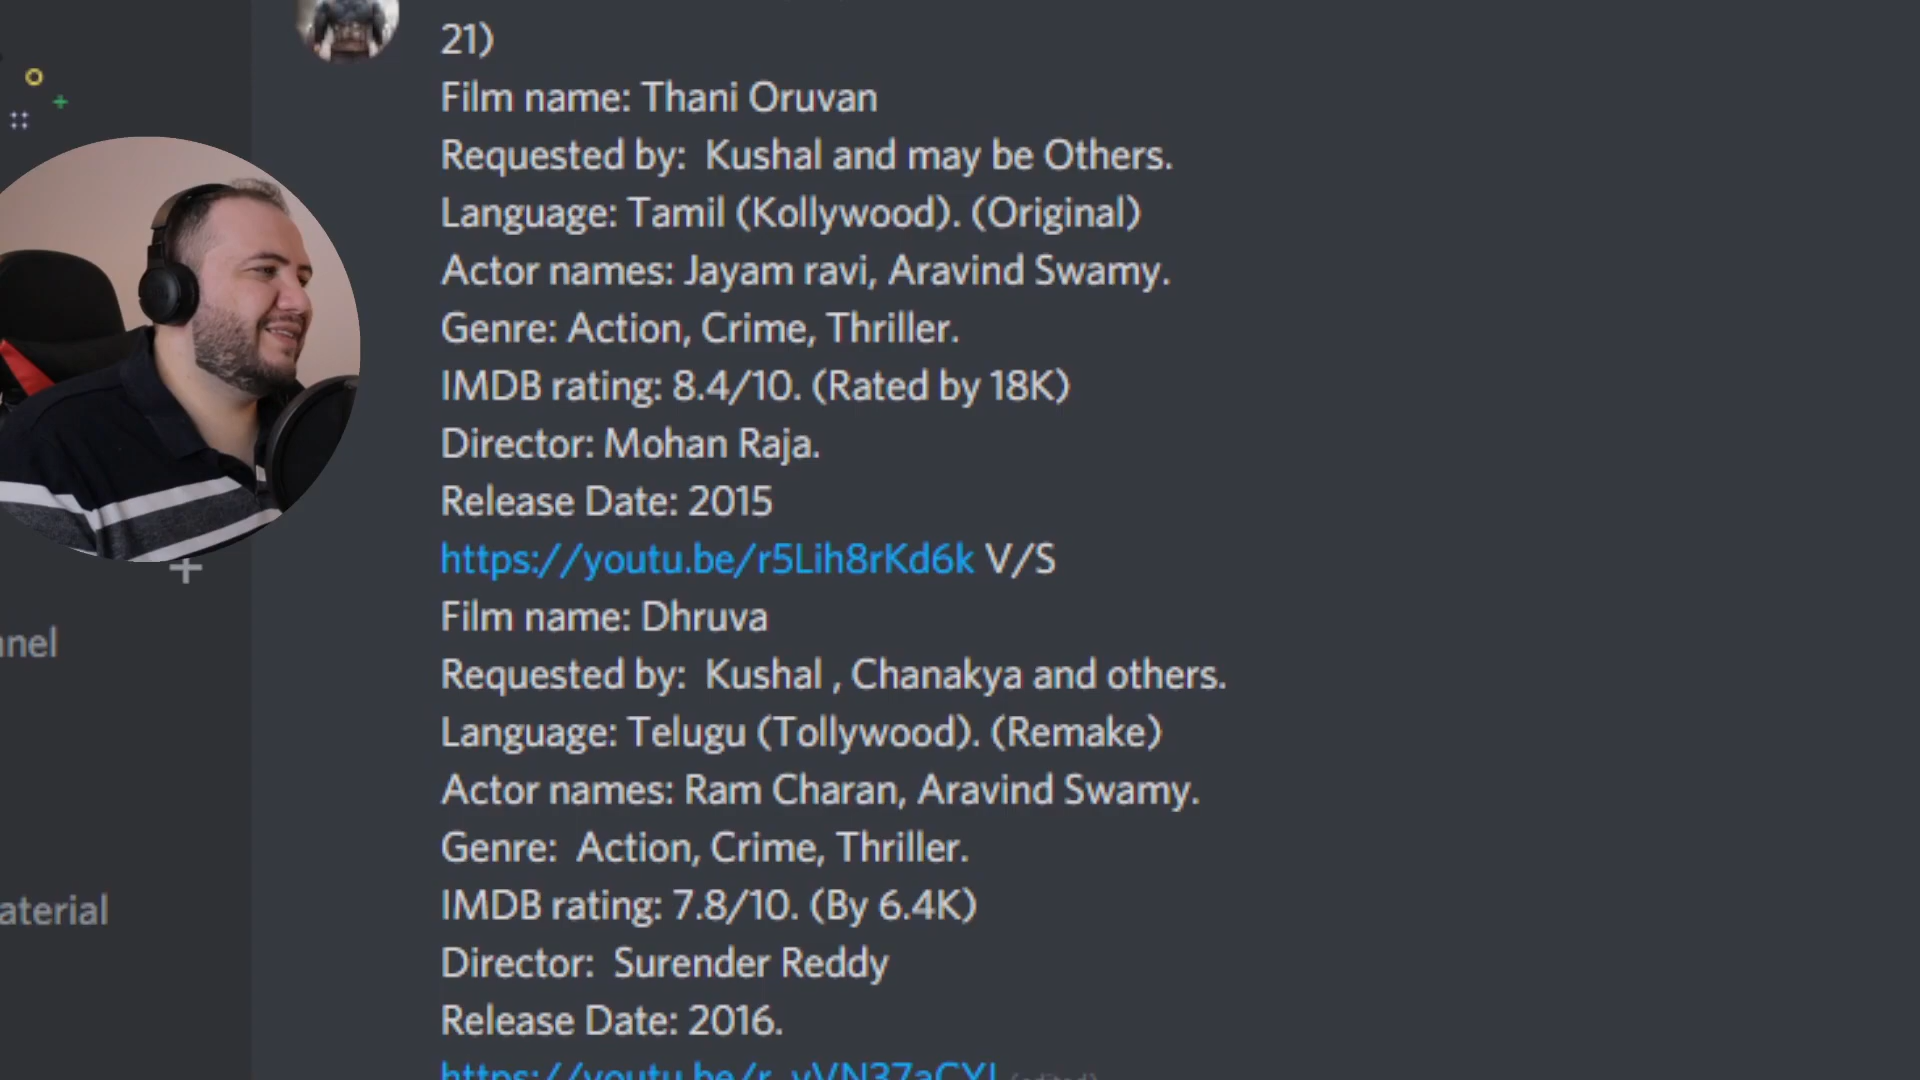 21)
Film name: Thani Oruvan
Requested by:  Kushal and may be Others.
Language: Tamil (Kollywood). (Original)
Actor names: Jayam ravi, Aravind Swamy.
Genre: Action, Crime, Thriller.
IMDB rating: 8.4/10. (Rated by 18K)
Director: Mohan Raja.
Release Date: 2015
https://youtu.be/r5Lih8rKd6k V/S
Film name: Dhruva
nnel
Requested by:  Kushal , Chanakya and others.
Language: Telugu (Tollywood). (Remake)
Actor names: Ram Charan, Aravind Swamy.
Genre:  Action, Crime, Thriller.
IMDB rating: 7.8/10. (By 6.4K)
aterial
Director:  Surender Reddy
Release Date: 2016.